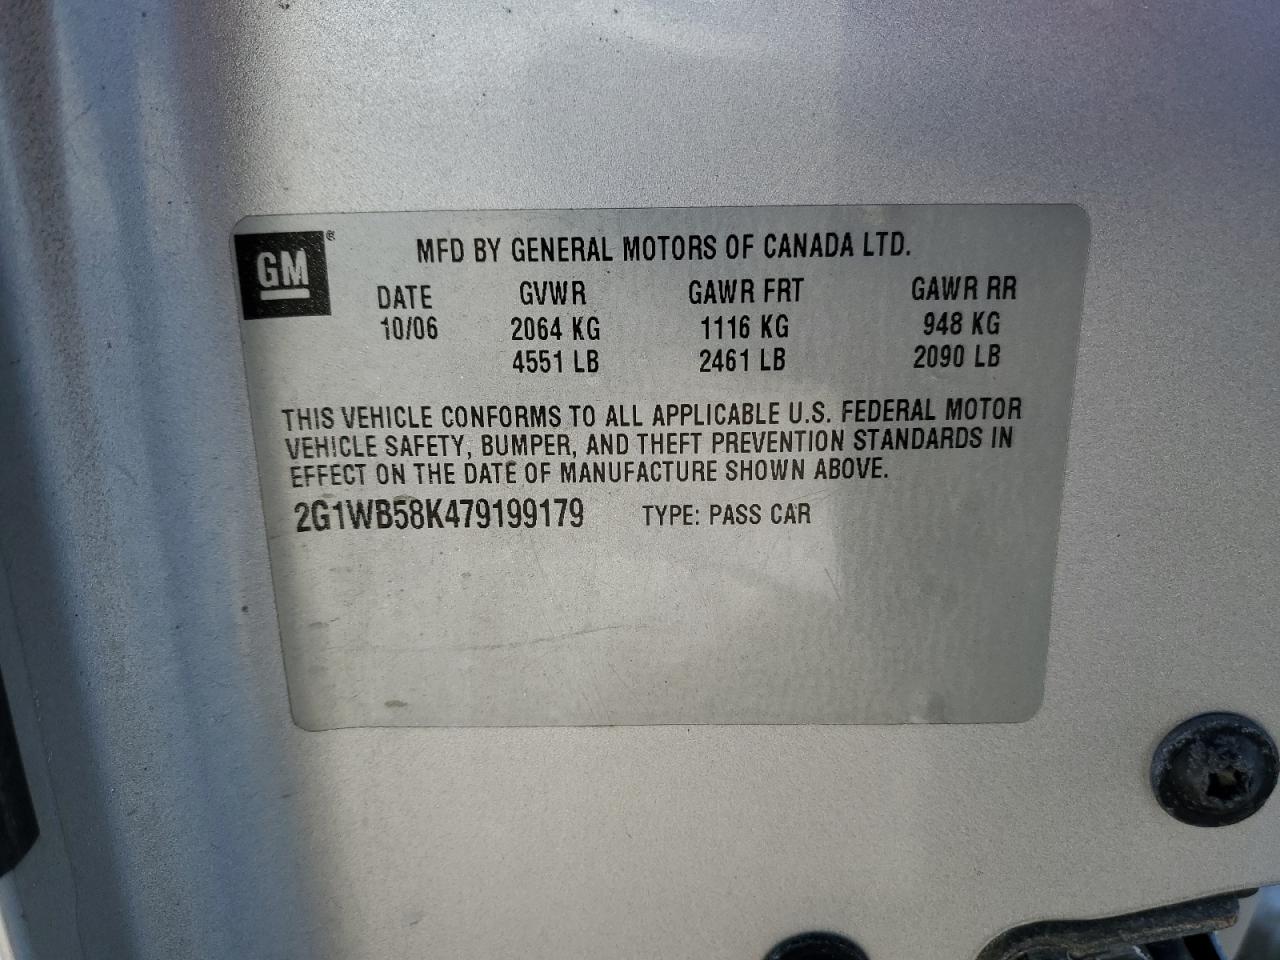 GM®
MFD BY GENERAL MOTORS OF CANADA LTD.
DATE GVWR GAWR FRT GAWR RR
10/06 2064 KG 1116 KG 948 KG
4551 LB 2461 LB 2090 LB
THIS VEHICLE CONFORMS TO ALL APPLICABLE U.S. FEDERAL MOTOR
VEHICLE SAFETY, BUMPER, AND THEFT PREVENTION STANDARDS IN
EFFECT ON THE DATE OF MANUFACTURE SHOWN ABOVE.
2G1WB58K479199179 TYPE: PASS CAR